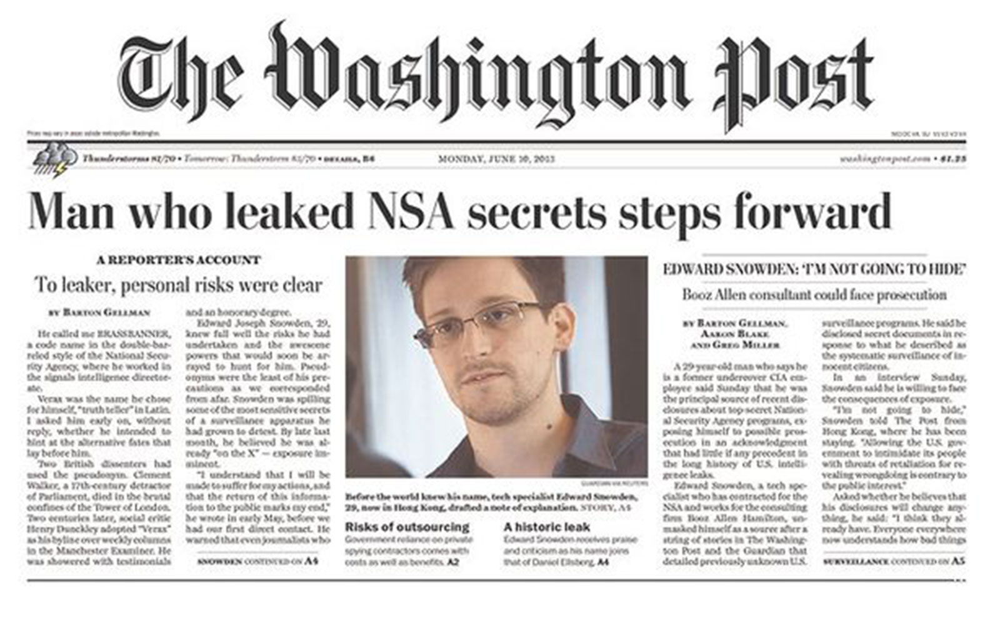 The Washington Post
Prices may vary in areas outside metropolitan Washington.
Thunderstorms 81/70 • Tomorrow: Thunderstorm 85/70 • DETAILS, B6
MONDAY, JUNE 10, 2013
washingtonpost.com • $1.25
Man who leaked NSA secrets steps forward
A REPORTER'S ACCOUNT
To leaker, personal risks were clear
BY BARTON GELLMAN
He called me BRASSBANNER,
a code name in the double-bar-
reled style of the National Secu-
rity Agency, where he worked in
the signals intelligence director-
ate.
Verax was the name he chose
for himself, "truth teller" in Latin.
I asked him early on, without
reply, whether he intended to
hint at the alternative fates that
lay before him.
Two British dissenters had
used the pseudonym. Clement
Walker, a 17th-century detractor
of Parliament, died in the brutal
confines of the Tower of London.
Two centuries later, social critic
Henry Dunckley adopted "Verax"
as his byline over weekly columns
in the Manchester Examiner. He
was showered with testimonials
and an honorary degree.
Edward Joseph Snowden, 29,
knew full well the risks he had
undertaken and the awesome
powers that would soon be ar-
rayed to hunt for him. Pseud-
onyms were the least of his pre-
cautions as we corresponded
from afar. Snowden was spilling
some of the most sensitive secrets
of a surveillance apparatus he
had grown to detest. By late last
month, he believed he was al-
ready "on the X" — exposure im-
minent.
"I understand that I will be
made to suffer for my actions, and
that the return of this informa-
tion to the public marks my end,"
he wrote in early May, before we
had our first direct contact. He
warned that even journalists who
SNOWDEN CONTINUED ON A4
GUARDIAN VIA REUTERS
Before the world knew his name, tech specialist Edward Snowden,
29, now in Hong Kong, drafted a note of explanation. STORY, A4
Risks of outsourcing
Government reliance on private
spying contractors comes with
costs as well as benefits. A2
A historic leak
Edward Snowden receives praise
and criticism as his name joins
that of Daniel Ellsberg. A4
EDWARD SNOWDEN: 'I'M NOT GOING TO HIDE'
Booz Allen consultant could face prosecution
BY BARTON GELLMAN,
AARON BLAKE
AND GREG MILLER
A 29-year-old man who says he
is a former undercover CIA em-
ployee said Sunday that he was
the principal source of recent dis-
closures about top-secret Nation-
al Security Agency programs, ex-
posing himself to possible pros-
ecution in an acknowledgment
that had little if any precedent in
the long history of U.S. intelli-
gence leaks.
Edward Snowden, a tech spe-
cialist who has contracted for the
NSA and works for the consulting
firm Booz Allen Hamilton, un-
masked himself as a source after a
string of stories in The Washing-
ton Post and the Guardian that
detailed previously unknown U.S.
surveillance programs. He said he
disclosed secret documents in re-
sponse to what he described as
the systematic surveillance of in-
nocent citizens.
In an interview Sunday,
Snowden said he is willing to face
the consequences of exposure.
"I'm not going to hide,"
Snowden told The Post from
Hong Kong, where he has been
staying. "Allowing the U.S. gov-
ernment to intimidate its people
with threats of retaliation for re-
vealing wrongdoing is contrary to
the public interest."
Asked whether he believes that
his disclosures will change any-
thing, he said: "I think they al-
ready have. Everyone everywhere
now understands how bad things
SURVEILLANCE CONTINUED ON A5